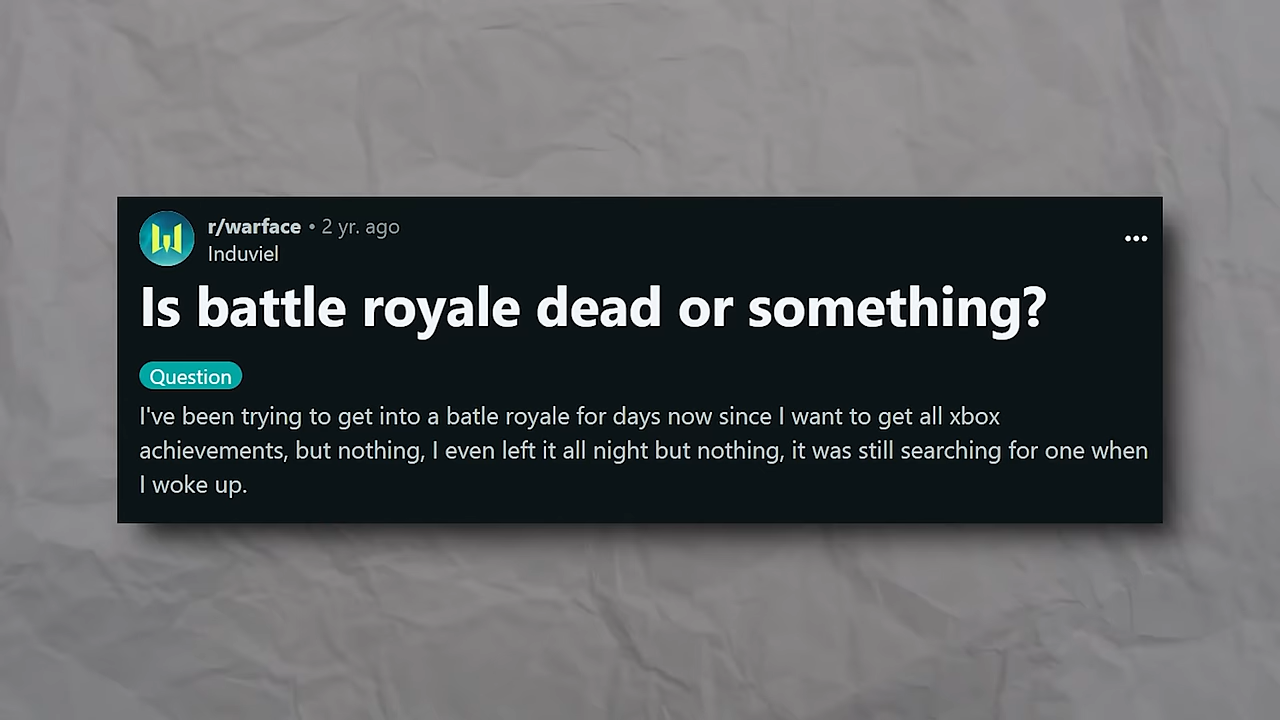 r/warface • 2 yr. ago
Induviel
Is battle royale dead or something?
Question
I've been trying to get into a batle royale for days now since I want to get all xbox
achievements, but nothing, I even left it all night but nothing, it was still searching for one when
I woke up.